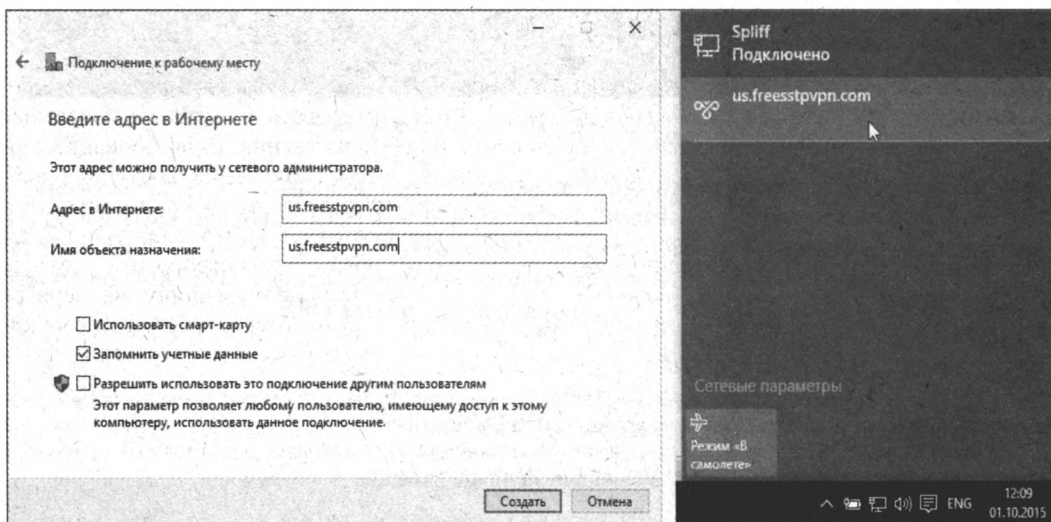 Подключение к рабочему месту
Введите адрес в Интернете
Этот адрес можно получить у сетевого администратора.
Адрес в Интернете: us.freesstpvpn.com
Имя объекта назначения: us.freesstpvpn.com
Использовать смарт-карту
Запомнить учетные данные
Разрешить использовать это подключение другим пользователям
Этот параметр позволяет любому пользователю, имеющему доступ к этому
компьютеру, использовать данное подключение.
Создать Отмена
Spliff
Подключено
us.freesstpvpn.com
Сетевые параметры
Режим «В
самолете»
ENG 12:09
01.10.2015